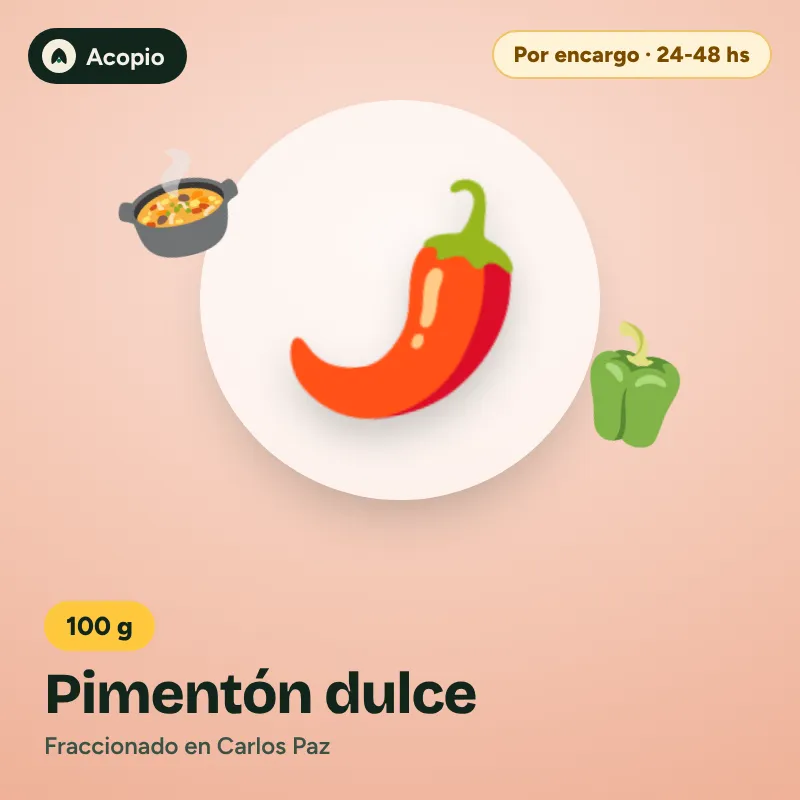 Acopio
Por encargo · 24-48 hs
100 g
Pimentón dulce
Fraccionado en Carlos Paz